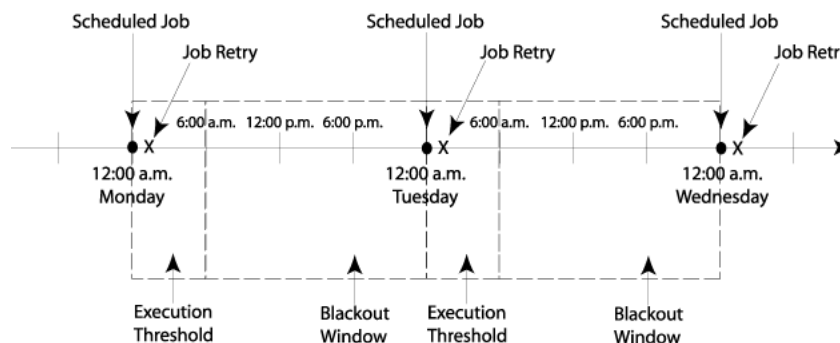 Scheduled Job
Scheduled Job
Scheduled Job
Job Retry
Job Retry
Job Retr
6:00 a.m. 12:00 p.m. 6:00 p.m.
6:00 a.m. 12:00 p.m. 6:00 p.m.
X
X
X
12:00 a.m.
Monday
12:00 a.m.
Tuesday
12:00 a.m.
Wednesday
Execution
Threshold
Blackout
Window
Execution
Threshold
Blackout
Window